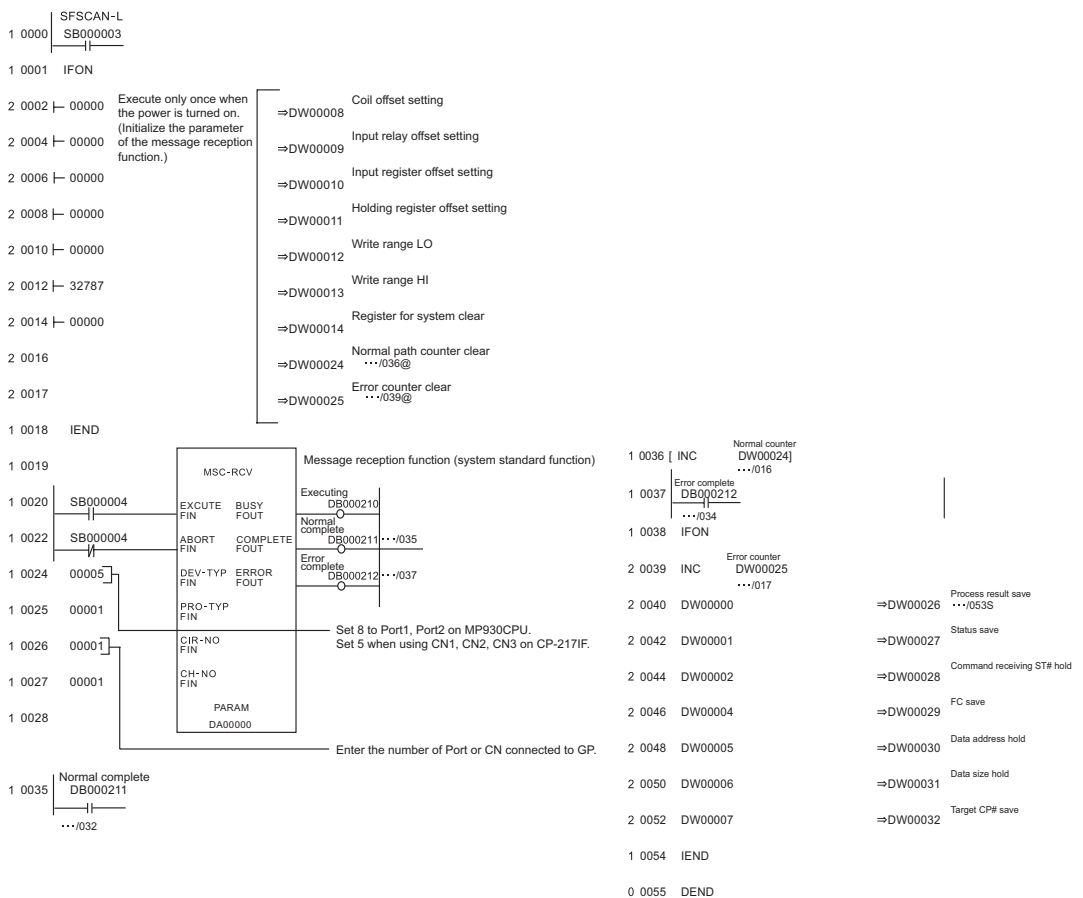 SFSCAN-L
1 0000 SB000003
1 0001 IFON
2 0002 00000 ⇒DW00008 Coil offset setting
Execute only once when
the power is turned on.
(Initialize the parameter
of the message reception
function.)
2 0004 00000 ⇒DW00009 Input relay offset setting
2 0006 00000 ⇒DW00010 Input register offset setting
2 0008 00000 ⇒DW00011 Holding register offset setting
2 0010 00000 ⇒DW00012 Write range LO
2 0012 32787 ⇒DW00013 Write range HI
2 0014 00000 ⇒DW00014 Register for system clear
2 0016 ⇒DW00024 Normal path counter clear
···/036@
2 0017 ⇒DW00025 Error counter clear
···/039@
1 0018 IEND
1 0019 MSC-RCV Message reception function (system standard function)
1 0020 SB000004 EXCUTE FIN BUSY FOUT Executing DB000210
1 0022 SB000004 ABORT FIN COMPLETE FOUT Normal complete DB000211 ···/035
1 0024 00005 DEV-TYP FIN ERROR FOUT Error complete DB000212 ···/037
1 0025 00001 PRO-TYP FIN
Set 8 to Port1, Port2 on MP930CPU.
Set 5 when using CN1, CN2, CN3 on CP-217IF.
1 0026 00001 CIR-NO FIN
1 0027 00001 CH-NO FIN
1 0028 PARAM
DA00000
Enter the number of Port or CN connected to GP.
Normal complete
1 0035 DB000211
···/032
Normal counter
1 0036 [ INC DW00024]
···/016
Error complete
1 0037 DB000212
···/034
1 0038 IFON
Error counter
2 0039 INC DW00025
···/017
2 0040 DW00000 ⇒DW00026 Process result save
···/053S
2 0042 DW00001 ⇒DW00027 Status save
2 0044 DW00002 ⇒DW00028 Command receiving ST# hold
2 0046 DW00004 ⇒DW00029 FC save
2 0048 DW00005 ⇒DW00030 Data address hold
2 0050 DW00006 ⇒DW00031 Data size hold
2 0052 DW00007 ⇒DW00032 Target CP# save
1 0054 IEND
0 0055 DEND